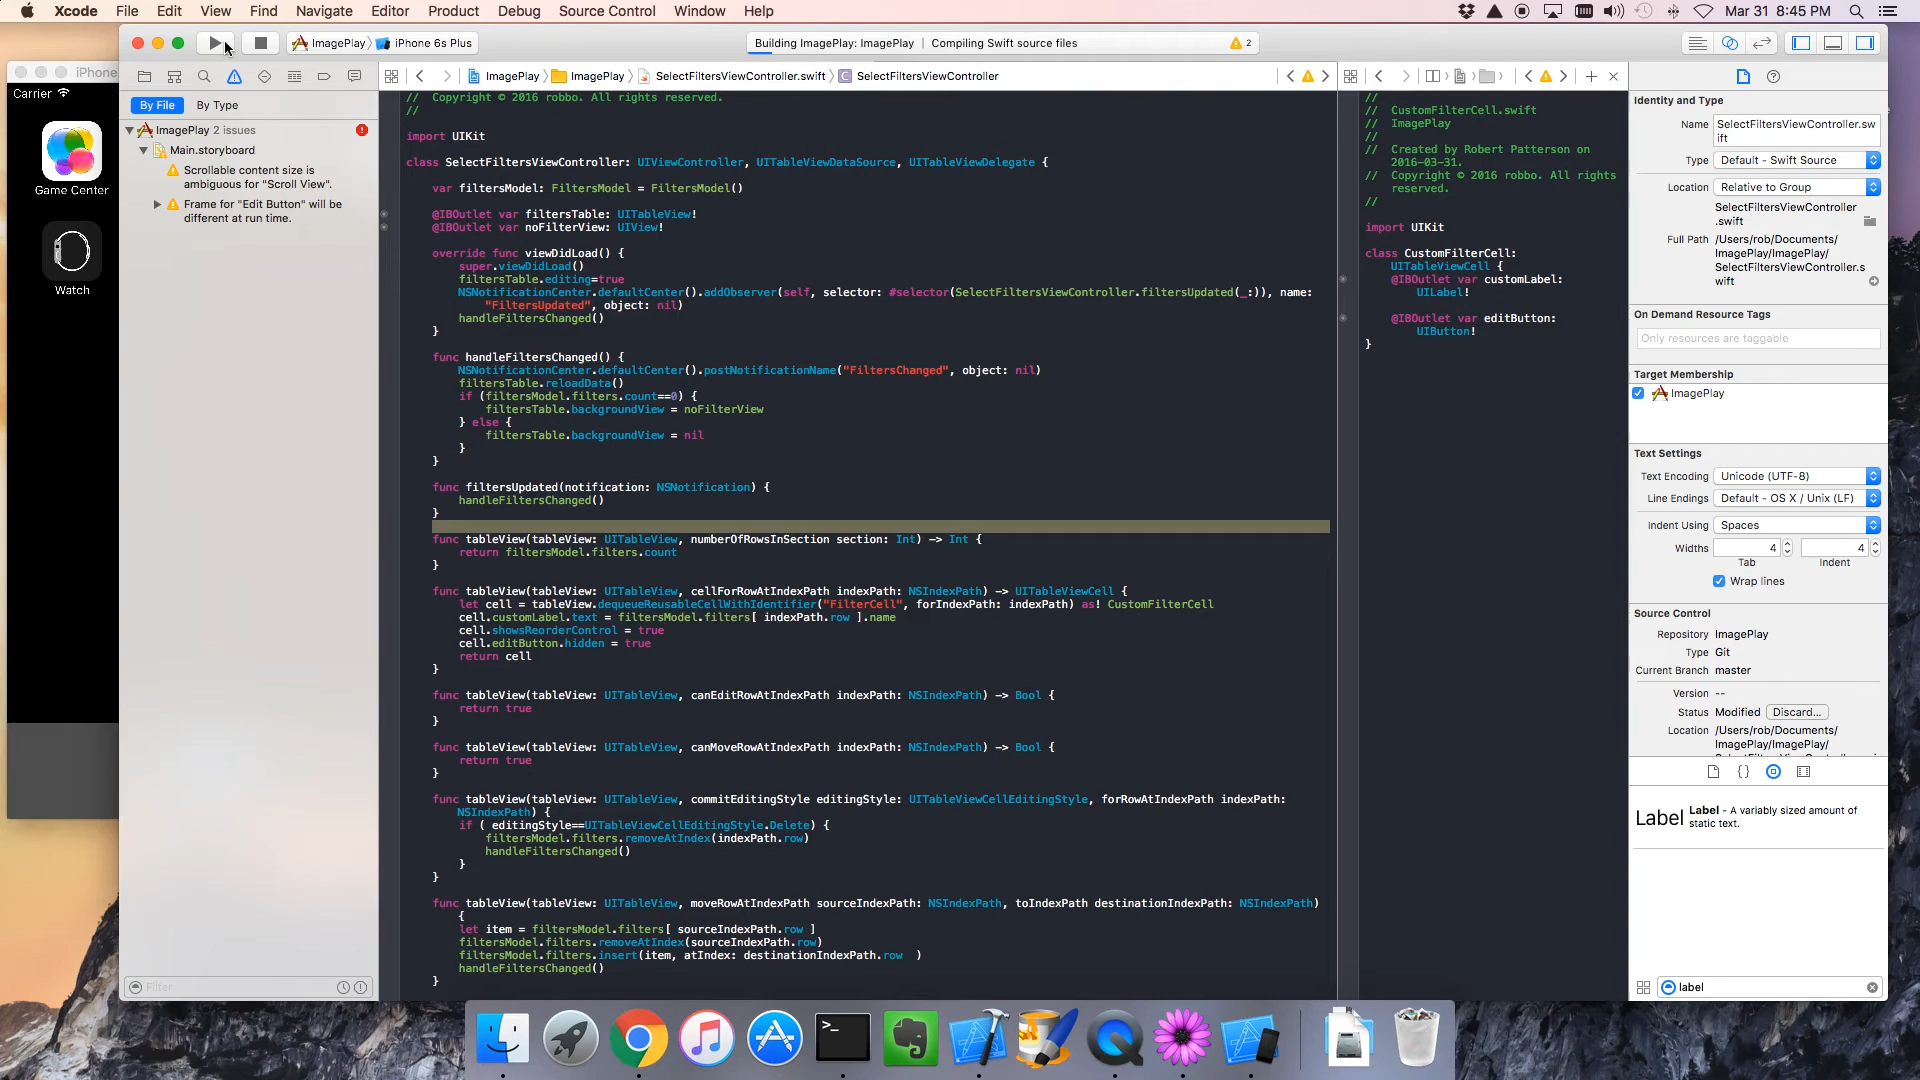 Xcode File Edit View Find Navigate Editor Product Debug Source Control Window Help Mar 31 8:45 PM
ImagePlay iPhone 6s Plus Building ImagePlay: ImagePlay | Compiling Swift source files 2
iPhone
Carrier
Game Center
Watch
By File By Type
ImagePlay 2 issues
Main.storyboard
Scrollable content size is
ambiguous for "Scroll View".
Frame for "Edit Button" will be
different at run time.
Filter
ImagePlay ImagePlay SelectFiltersViewController.swift SelectFiltersViewController
// Copyright © 2016 robbo. All rights reserved.
//
import UIKit
class SelectFiltersViewController: UIViewController, UITableViewDataSource, UITableViewDelegate {
var filtersModel: FiltersModel = FiltersModel()
@IBOutlet var filtersTable: UITableView!
@IBOutlet var noFilterView: UIView!
override func viewDidLoad() {
super.viewDidLoad()
filtersTable.editing=true
NSNotificationCenter.defaultCenter().addObserver(self, selector: #selector(SelectFiltersViewController.filtersUpdated(_:)), name:
"FiltersUpdated", object: nil)
handleFiltersChanged()
}
func handleFiltersChanged() {
NSNotificationCenter.defaultCenter().postNotificationName("FiltersChanged", object: nil)
filtersTable.reloadData()
if (filtersModel.filters.count==0) {
filtersTable.backgroundView = noFilterView
} else {
filtersTable.backgroundView = nil
}
}
func filtersUpdated(notification: NSNotification) {
handleFiltersChanged()
}
func tableView(tableView: UITableView, numberOfRowsInSection section: Int) -> Int {
return filtersModel.filters.count
}
func tableView(tableView: UITableView, cellForRowAtIndexPath indexPath: NSIndexPath) -> UITableViewCell {
let cell = tableView.dequeueReusableCellWithIdentifier("FilterCell", forIndexPath: indexPath) as! CustomFilterCell
cell.customLabel.text = filtersModel.filters[ indexPath.row ].name
cell.showsReorderControl = true
cell.editButton.hidden = true
return cell
}
func tableView(tableView: UITableView, canEditRowAtIndexPath indexPath: NSIndexPath) -> Bool {
return true
}
func tableView(tableView: UITableView, canMoveRowAtIndexPath indexPath: NSIndexPath) -> Bool {
return true
}
func tableView(tableView: UITableView, commitEditingStyle editingStyle: UITableViewCellEditingStyle, forRowAtIndexPath indexPath:
NSIndexPath) {
if ( editingStyle==UITableViewCellEditingStyle.Delete) {
filtersModel.filters.removeAtIndex(indexPath.row)
handleFiltersChanged()
}
}
func tableView(tableView: UITableView, moveRowAtIndexPath sourceIndexPath: NSIndexPath, toIndexPath destinationIndexPath: NSIndexPath)
{
let item = filtersModel.filters[ sourceIndexPath.row ]
filtersModel.filters.removeAtIndex(sourceIndexPath.row)
filtersModel.filters.insert(item, atIndex: destinationIndexPath.row )
handleFiltersChanged()
}
//
// CustomFilterCell.swift
// ImagePlay
//
// Created by Robert Patterson on
2016-03-31.
// Copyright © 2016 robbo. All rights
reserved.
//
import UIKit
class CustomFilterCell:
UITableViewCell {
@IBOutlet var customLabel:
UILabel!
@IBOutlet var editButton:
UIButton!
}
Identity and Type
Name SelectFiltersViewController.sw
ift
Type Default - Swift Source
Location Relative to Group
SelectFiltersViewController
.swift
Full Path /Users/rob/Documents/
ImagePlay/ImagePlay/
SelectFiltersViewController.s
wift
On Demand Resource Tags
Only resources are taggable
Target Membership
ImagePlay
Text Settings
Text Encoding Unicode (UTF-8)
Line Endings Default - OS X / Unix (LF)
Indent Using Spaces
Widths 4 4
Tab Indent
Wrap lines
Source Control
Repository ImagePlay
Type Git
Current Branch master
Version --
Status Modified Discard...
Location /Users/rob/Documents/
ImagePlay/ImagePlay/
Label Label - A variably sized amount of
static text.
label